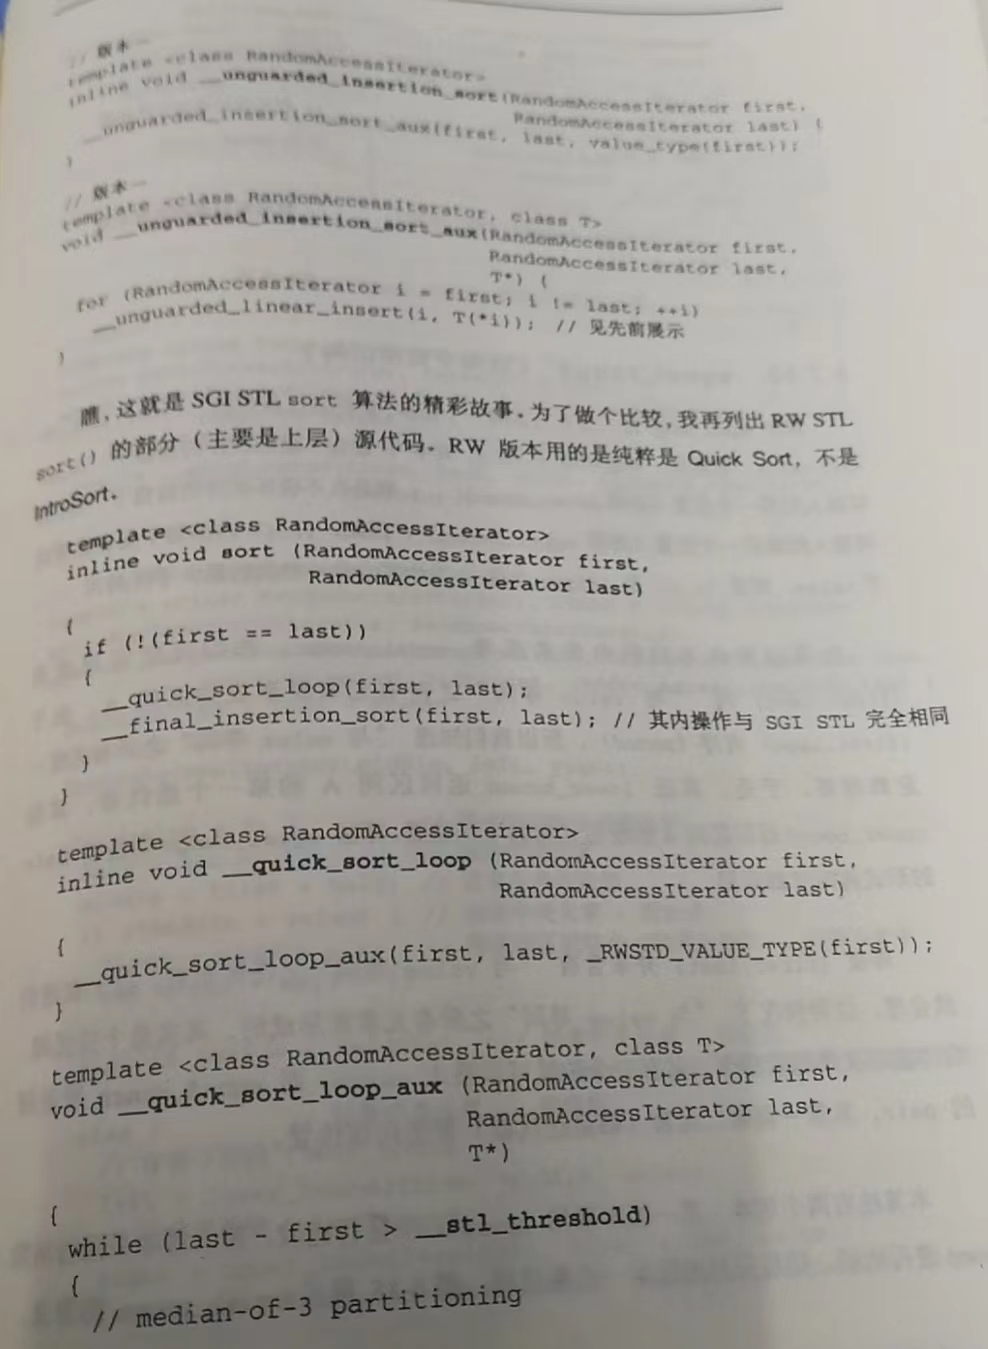 // 版本一
template <class RandomAccessIterator>
inline void __unguarded_insertion_sort(RandomAccessIterator first,
RandomAccessIterator last) {
__unguarded_insertion_sort_aux(first, last, value_type(first));
}
// 版本一
template <class RandomAccessIterator, class T>
void __unguarded_insertion_sort_aux(RandomAccessIterator first,
RandomAccessIterator last,
T*) {
for (RandomAccessIterator i = first; i != last; ++i)
__unguarded_linear_insert(i, T(*i)); // 见先前展示
}
瞧，这就是 SGI STL sort 算法的精彩故事。为了做个比较，我再列出 RW STL
sort() 的部分（主要是上层）源代码。RW 版本用的是纯粹是 Quick Sort，不是
IntroSort。
template <class RandomAccessIterator>
inline void sort (RandomAccessIterator first,
RandomAccessIterator last)
{
if (!(first == last))
{
__quick_sort_loop(first, last);
__final_insertion_sort(first, last); // 其内操作与 SGI STL 完全相同
}
}
template <class RandomAccessIterator>
inline void __quick_sort_loop (RandomAccessIterator first,
RandomAccessIterator last)
{
__quick_sort_loop_aux(first, last, _RWSTD_VALUE_TYPE(first));
}
template <class RandomAccessIterator, class T>
void __quick_sort_loop_aux (RandomAccessIterator first,
RandomAccessIterator last,
T*)
{
while (last - first > __stl_threshold)
{
// median-of-3 partitioning